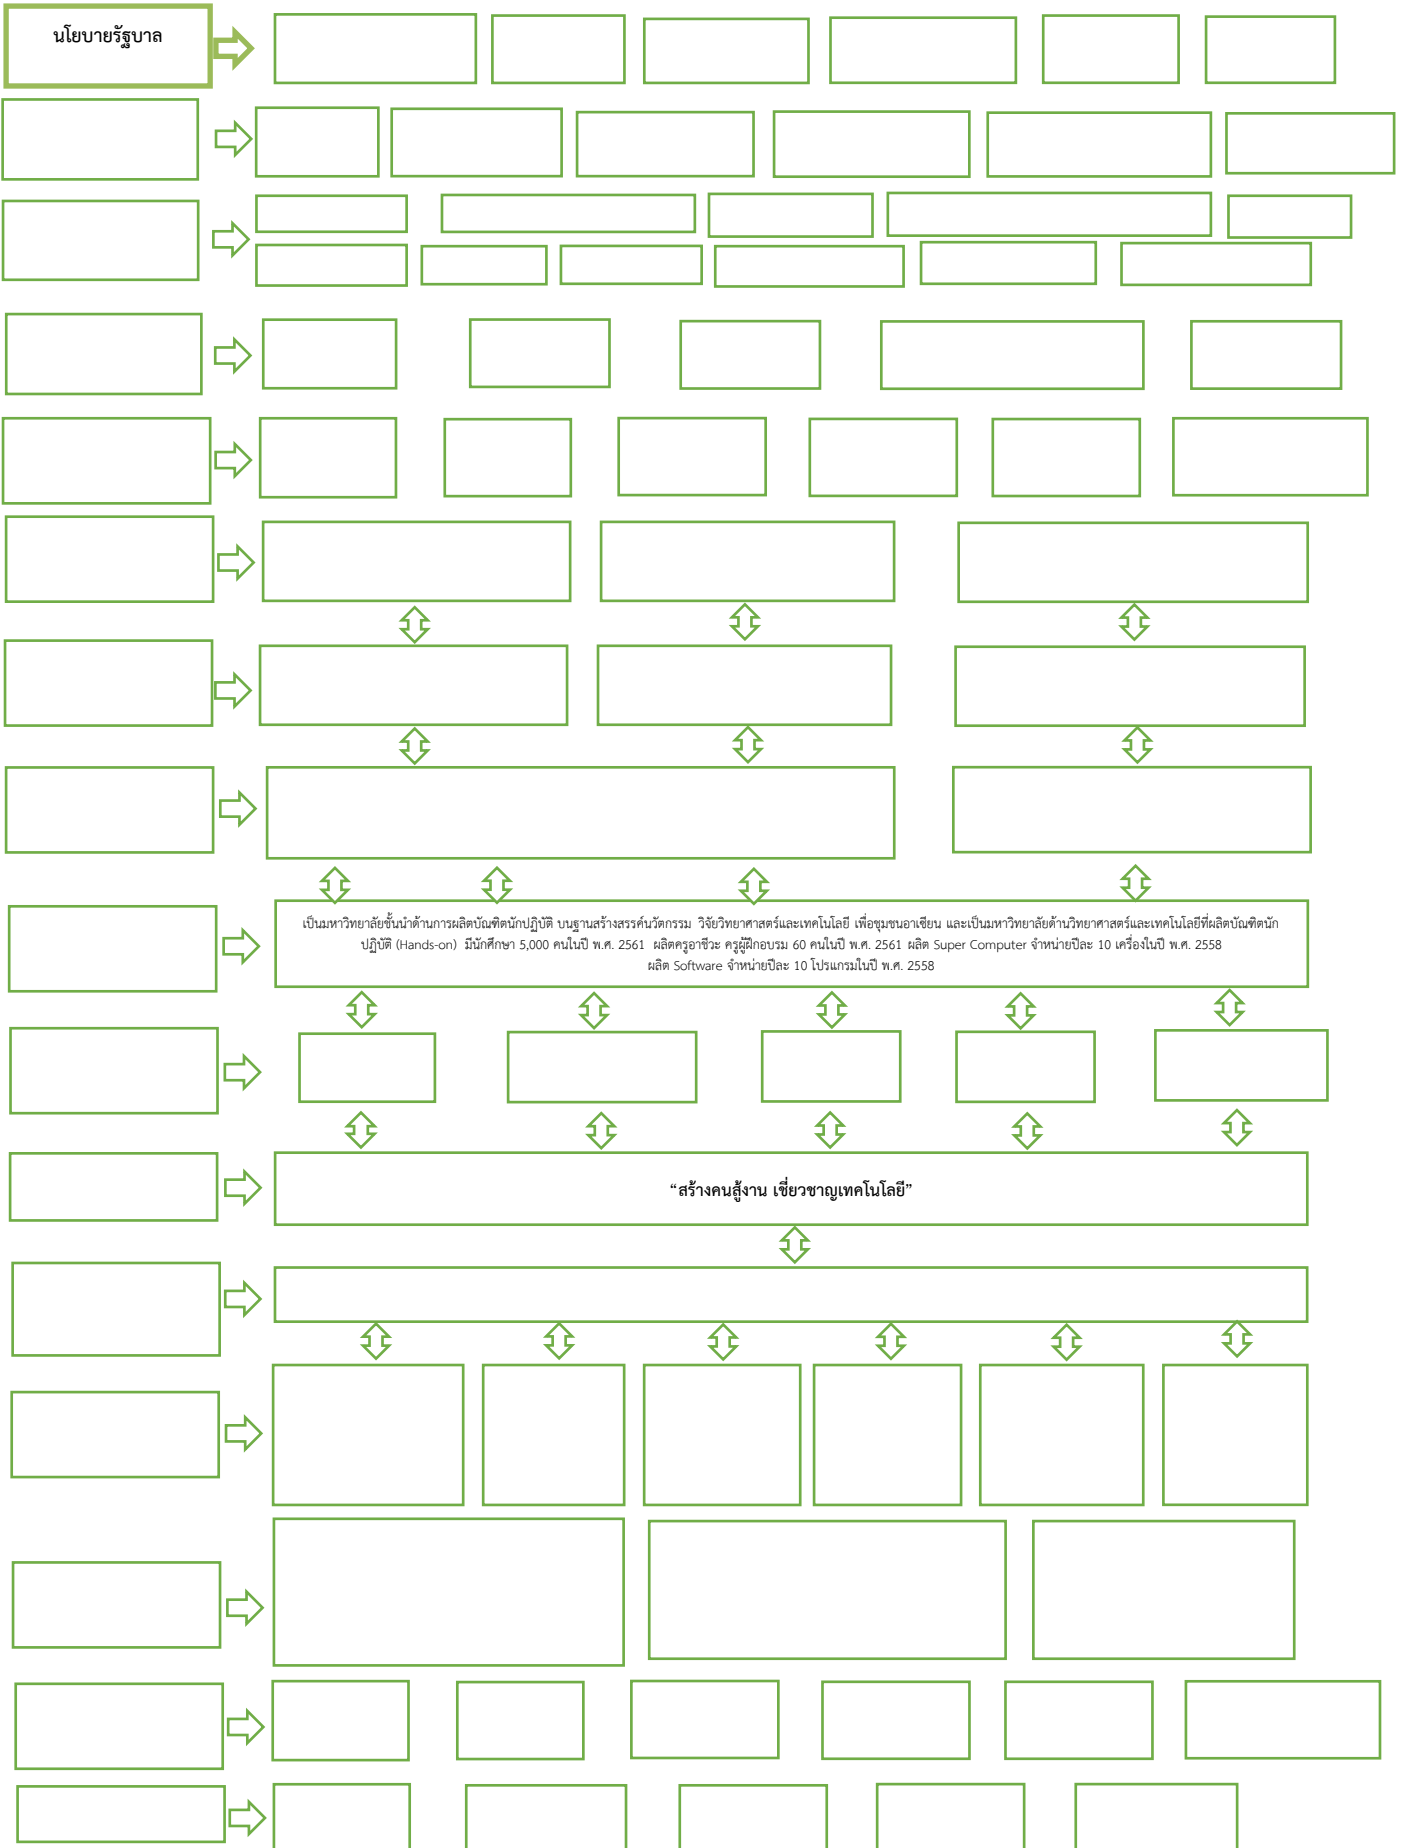 นโยบายรัฐบาล
เป็นมหาวิทยาลัยชั้นนำด้านการผลิตบัณฑิตนักปฏิบัติ บนฐานสร้างสรรค์นวัตกรรม วิจัยวิทยาศาสตร์และเทคโนโลยี เพื่อชุมชนอาเซียน และเป็นมหาวิทยาลัยด้านวิทยาศาสตร์และเทคโนโลยีที่ผลิตบัณฑิตนัก
ปฏิบัติ (Hands-on) มีนักศึกษา 5,000 คนในปี พ.ศ. 2561 ผลิตครูอาชีวะ ครูผู้ฝึกอบรม 60 คนในปี พ.ศ. 2561 ผลิต Super Computer จำหน่ายปีละ 10 เครื่องในปี พ.ศ. 2558
ผลิต Software จำหน่ายปีละ 10 โปรแกรมในปี พ.ศ. 2558
“สร้างคนสู้งาน เชี่ยวชาญเทคโนโลยี”